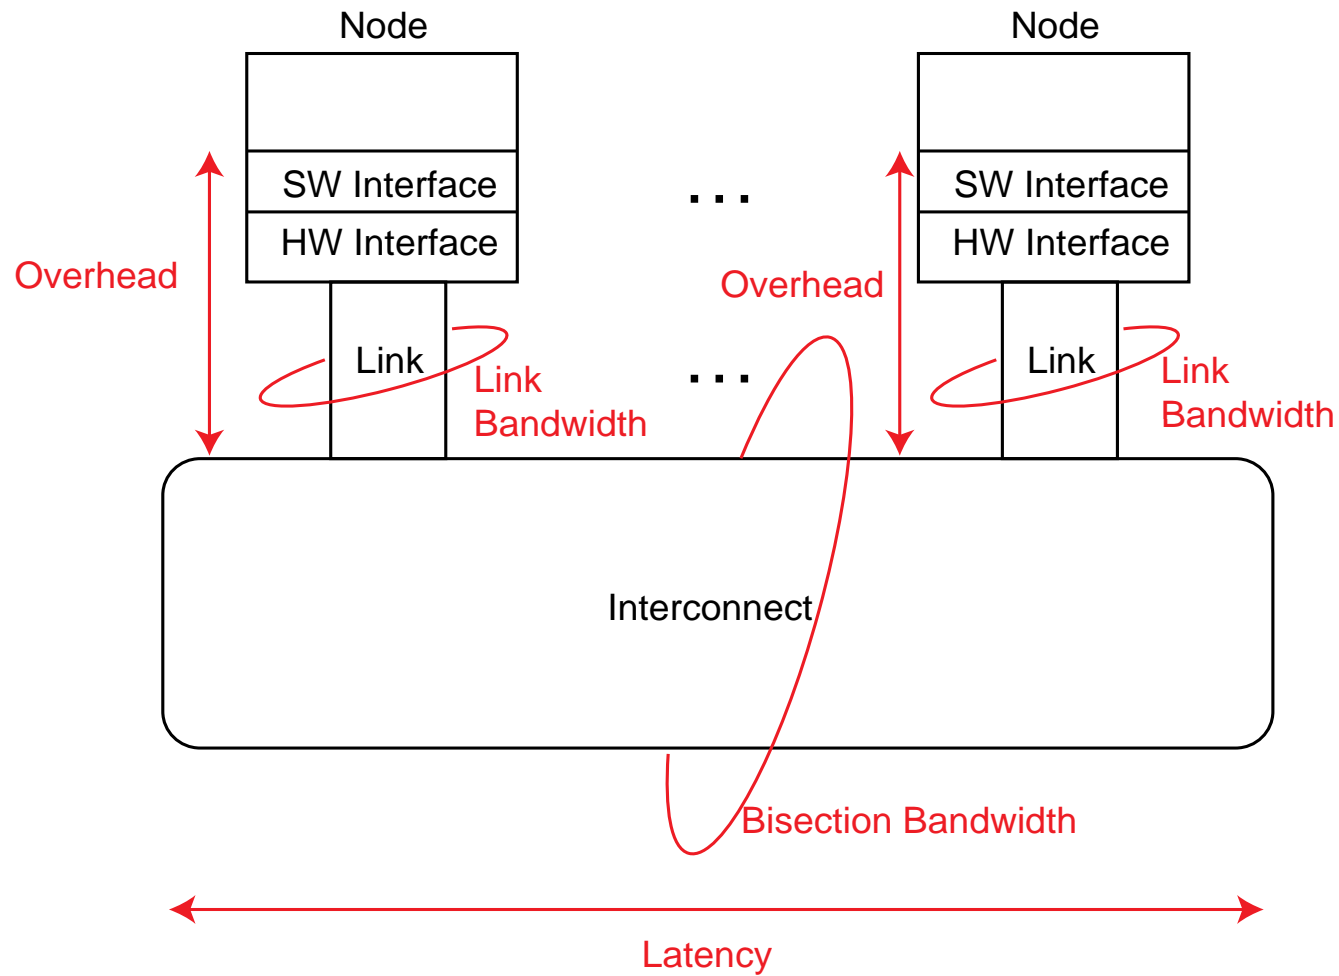 Node
Node
SW Interface
. . .
SW Interface
HW Interface
HW Interface
Overhead
Overhead
Link
Link
Bandwidth
. . .
Link
Link
Bandwidth
Interconnect
Bisection Bandwidth
Latency